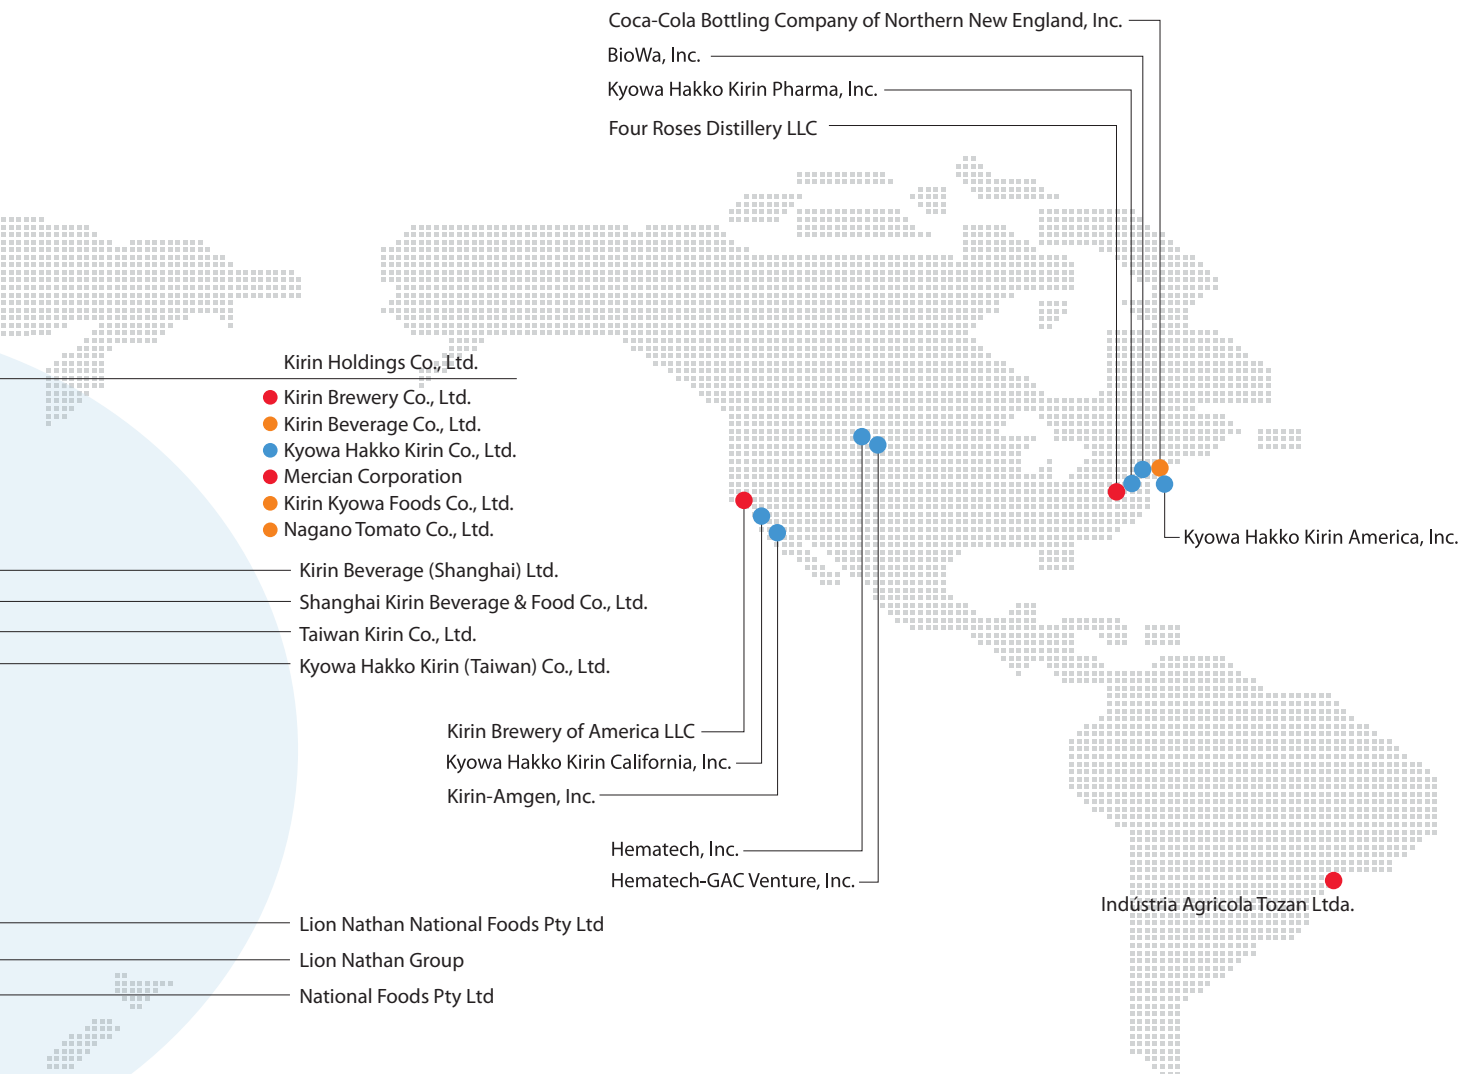 Coca-Cola Bottling Company of Northern New England, Inc.
BioWa, Inc.
Kyowa Hakko Kirin Pharma, Inc.
Four Roses Distillery LLC
Kirin Holdings Co., Ltd.
Kirin Brewery Co., Ltd.
Kirin Beverage Co., Ltd.
Kyowa Hakko Kirin Co., Ltd.
Mercian Corporation
Kirin Kyowa Foods Co., Ltd.
Nagano Tomato Co., Ltd.
Kyowa Hakko Kirin America, Inc.
Kirin Beverage (Shanghai) Ltd.
Shanghai Kirin Beverage & Food Co., Ltd.
Taiwan Kirin Co., Ltd.
Kyowa Hakko Kirin (Taiwan) Co., Ltd.
Kirin Brewery of America LLC
Kyowa Hakko Kirin California, Inc.
Kirin-Amgen, Inc.
Hematech, Inc.
Hematech-GAC Venture, Inc.
Indústria Agricola Tozan Ltda.
Lion Nathan National Foods Pty Ltd
Lion Nathan Group
National Foods Pty Ltd